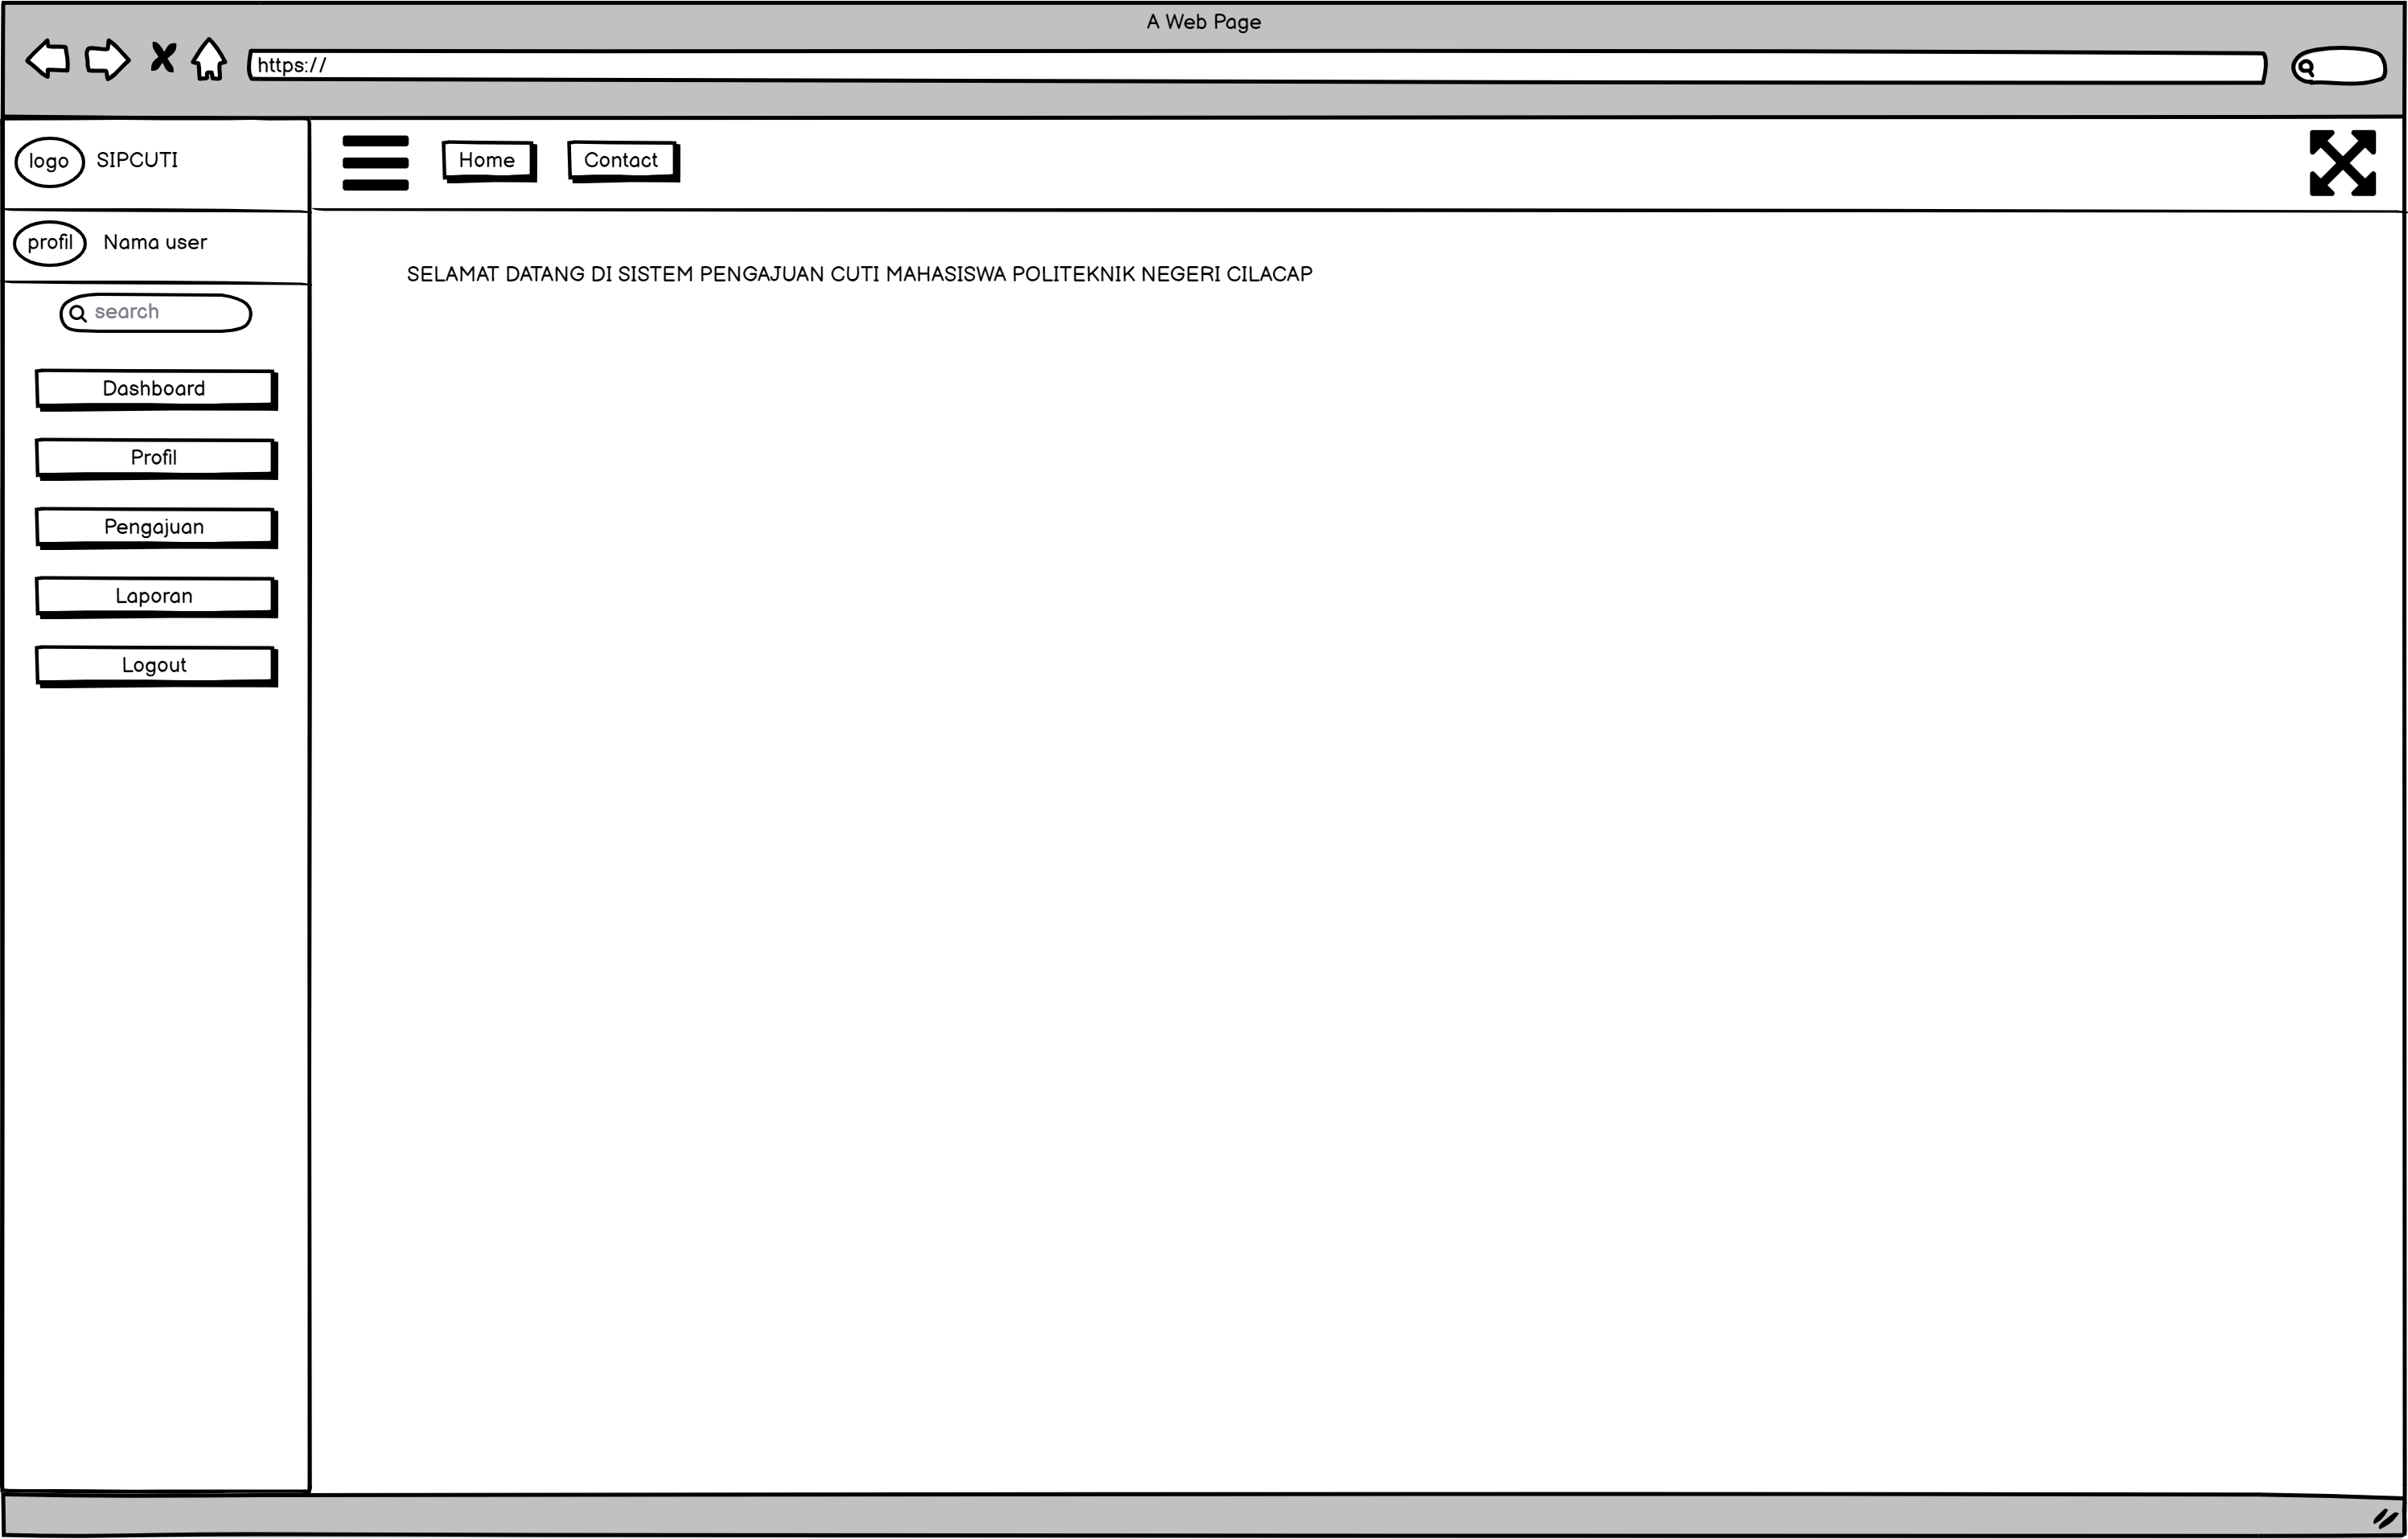 A Web Page
https://
logo SIPCUTI
Home Contact
profil Nama user
SELAMAT DATANG DI SISTEM PENGAJUAN CUTI MAHASISWA POLITEKNIK NEGERI CILACAP
search
Dashboard
Profil
Pengajuan
Laporan
Logout